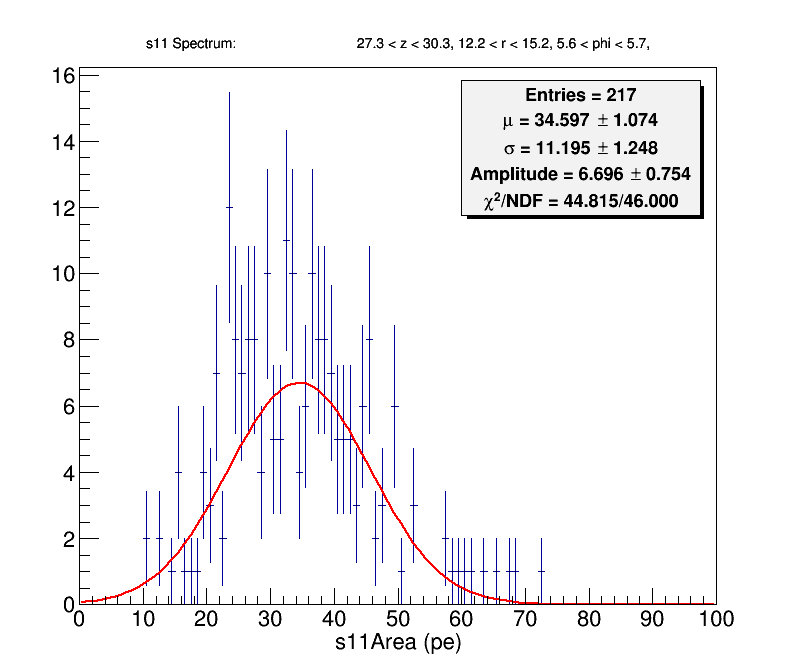 s11 Spectrum: 27.3 < z < 30.3, 12.2 < r < 15.2, 5.6 < phi < 5.7,
Entries = 217
μ = 34.597 ± 1.074
σ = 11.195 ± 1.248
Amplitude = 6.696 ± 0.754
χ²/NDF = 44.815/46.000
16
14
12
10
8
6
4
2
0
0 10 20 30 40 50 60 70 80 90 100
s11Area (pe)